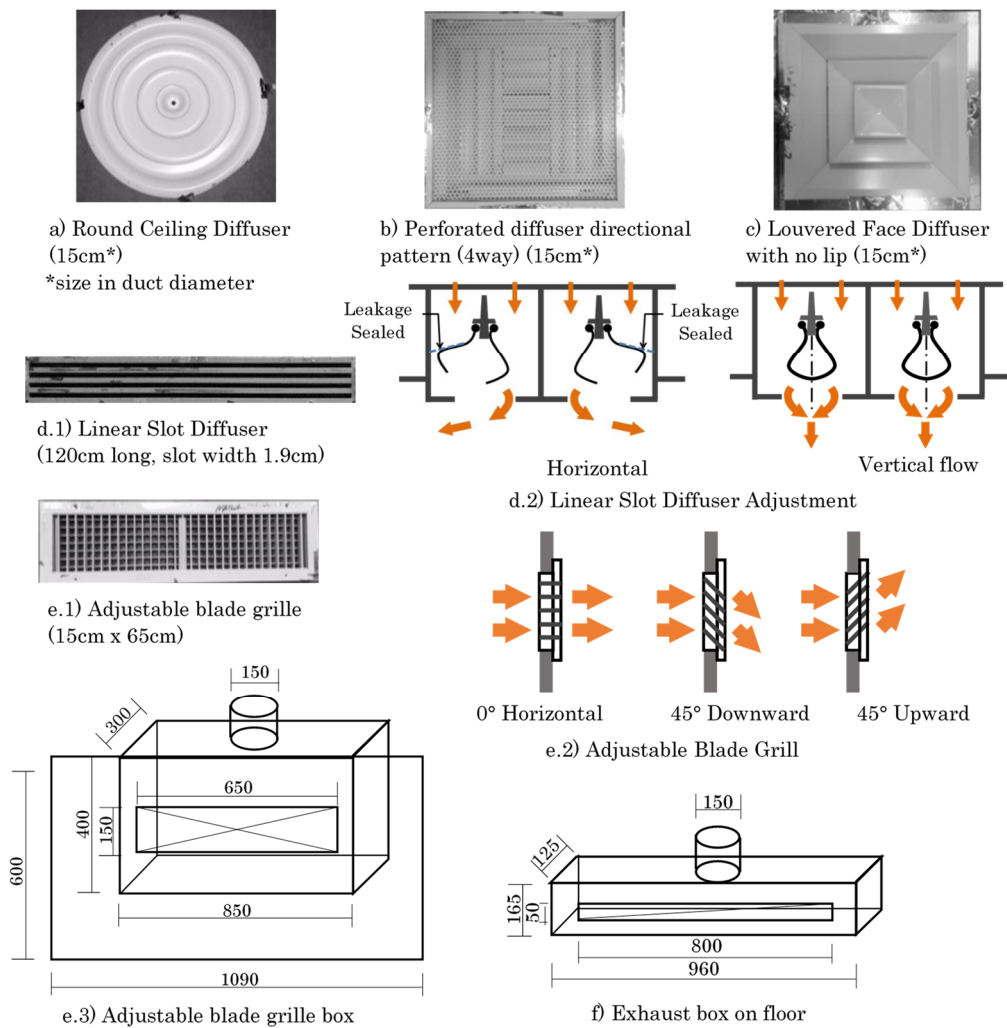 a) Round Ceiling Diffuser
(15cm*)
*size in duct diameter
b) Perforated diffuser directional
pattern (4way) (15cm*)
c) Louvered Face Diffuser
with no lip (15cm*)
Leakage
Sealed
Leakage
Sealed
d.1) Linear Slot Diffuser
(120cm long, slot width 1.9cm)
Horizontal
Vertical flow
d.2) Linear Slot Diffuser Adjustment
e.1) Adjustable blade grille
(15cm x 65cm)
0° Horizontal
45° Downward
45° Upward
e.2) Adjustable Blade Grill
150
300
650
400
150
600
850
1090
e.3) Adjustable blade grille box
150
125
165
50
800
960
f) Exhaust box on floor